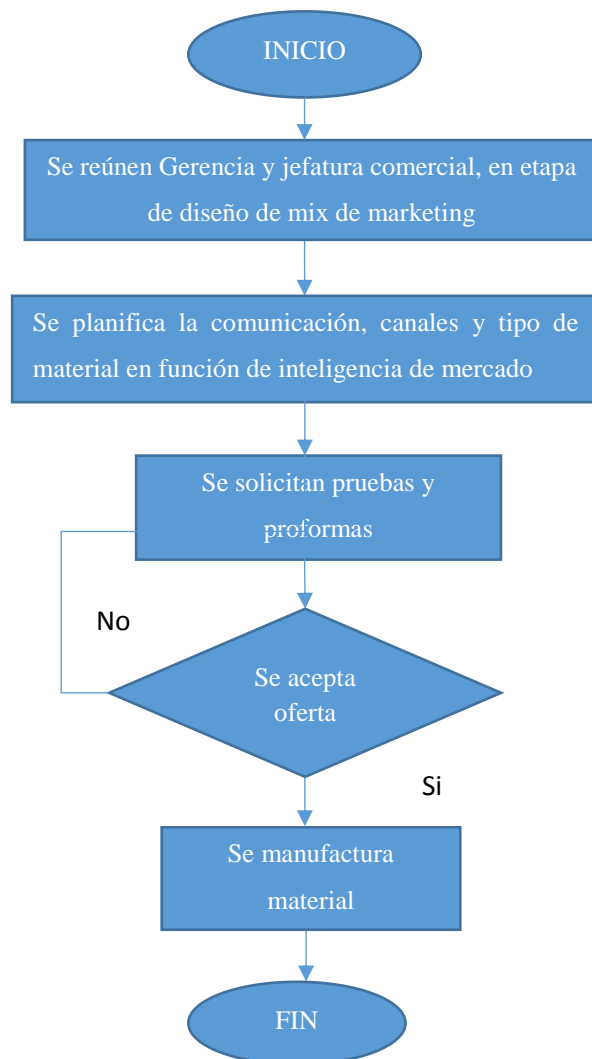 INICIO
Se reúnen Gerencia y jefatura comercial, en etapa
de diseño de mix de marketing
Se planifica la comunicación, canales y tipo de
material en función de inteligencia de mercado
Se solicitan pruebas y
proformas
No
Se acepta
oferta
Si
Se manufactura
material
FIN